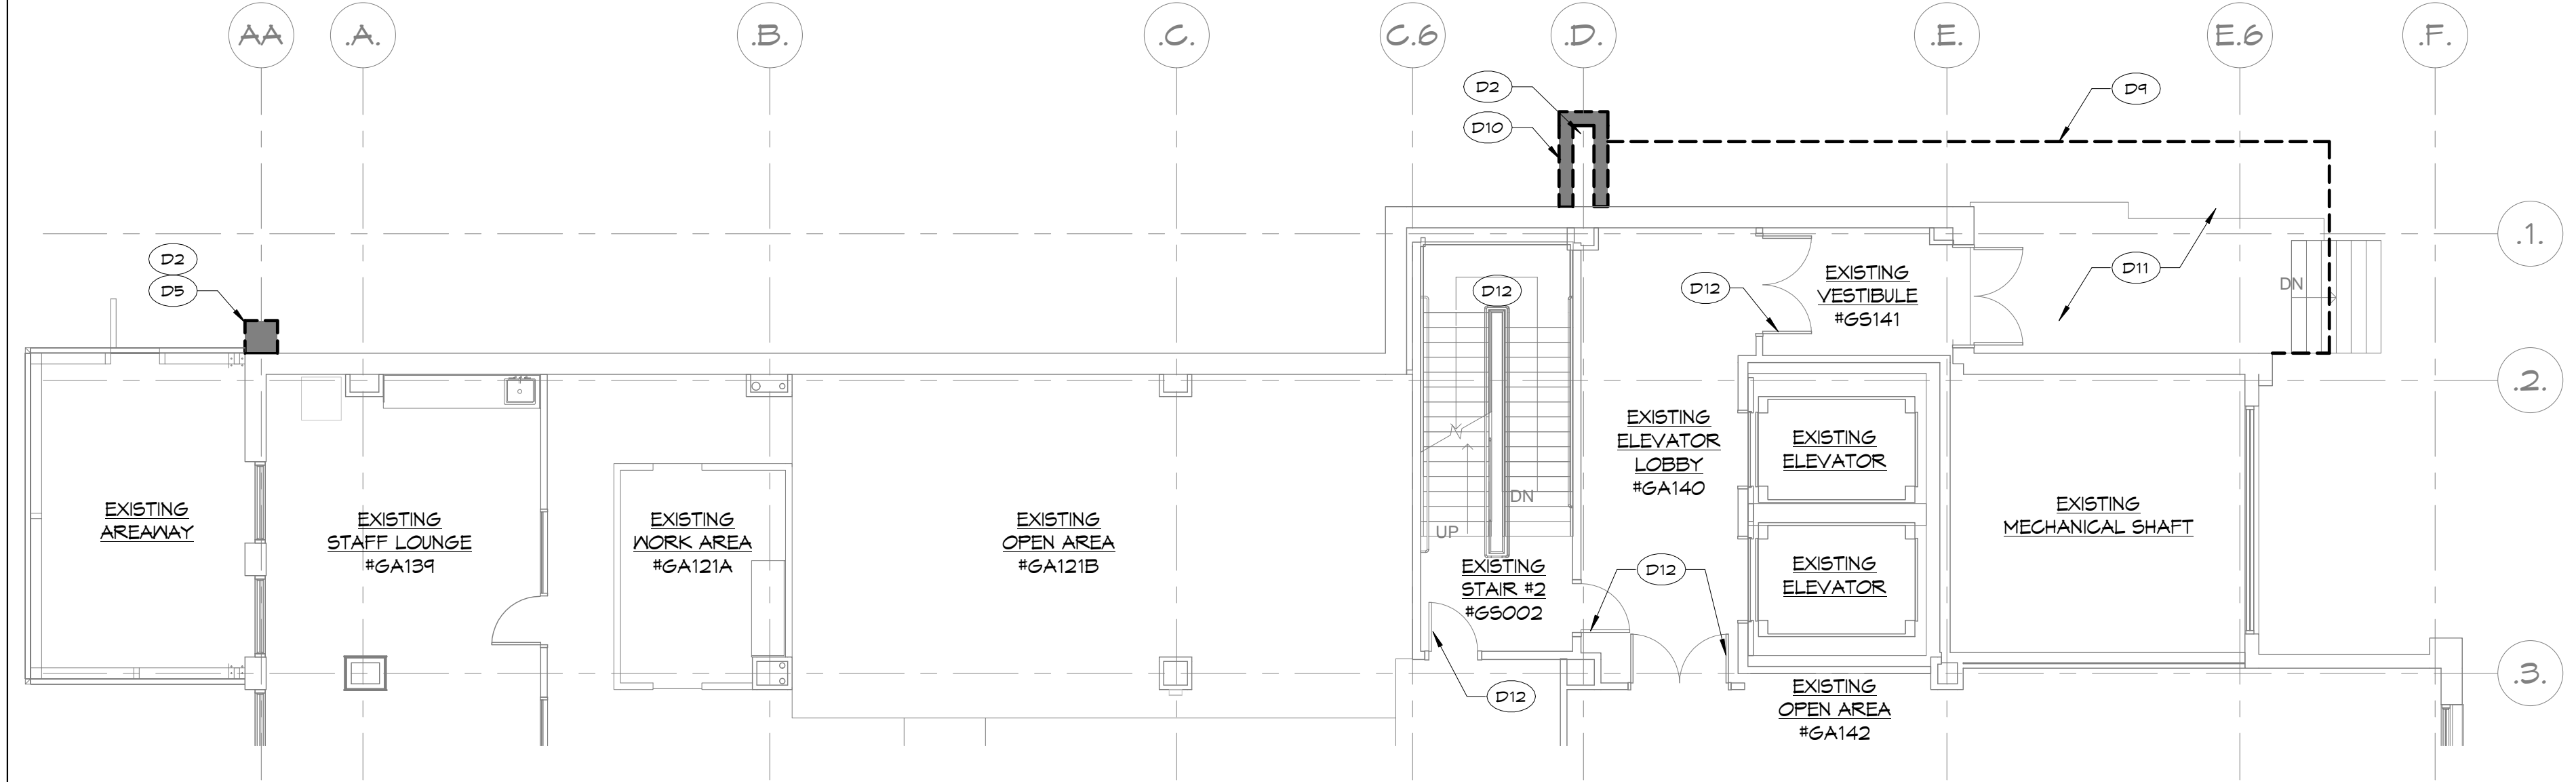 AA
.A.
.B.
.C.
C.6
.D.
.E.
E.6
.F.
D2
D10
D9
.1.
D2
D5
D12
D12
EXISTING
VESTIBULE
#GS141
D11
DN
.2.
EXISTING
AREAWAY
EXISTING
STAFF LOUNGE
#GA139
EXISTING
WORK AREA
#GA121A
EXISTING
OPEN AREA
#GA121B
UP
DN
EXISTING
STAIR #2
#GS002
EXISTING
ELEVATOR
LOBBY
#GA140
EXISTING
ELEVATOR
EXISTING
ELEVATOR
EXISTING
MECHANICAL SHAFT
D12
D12
.3.
EXISTING
OPEN AREA
#GA142